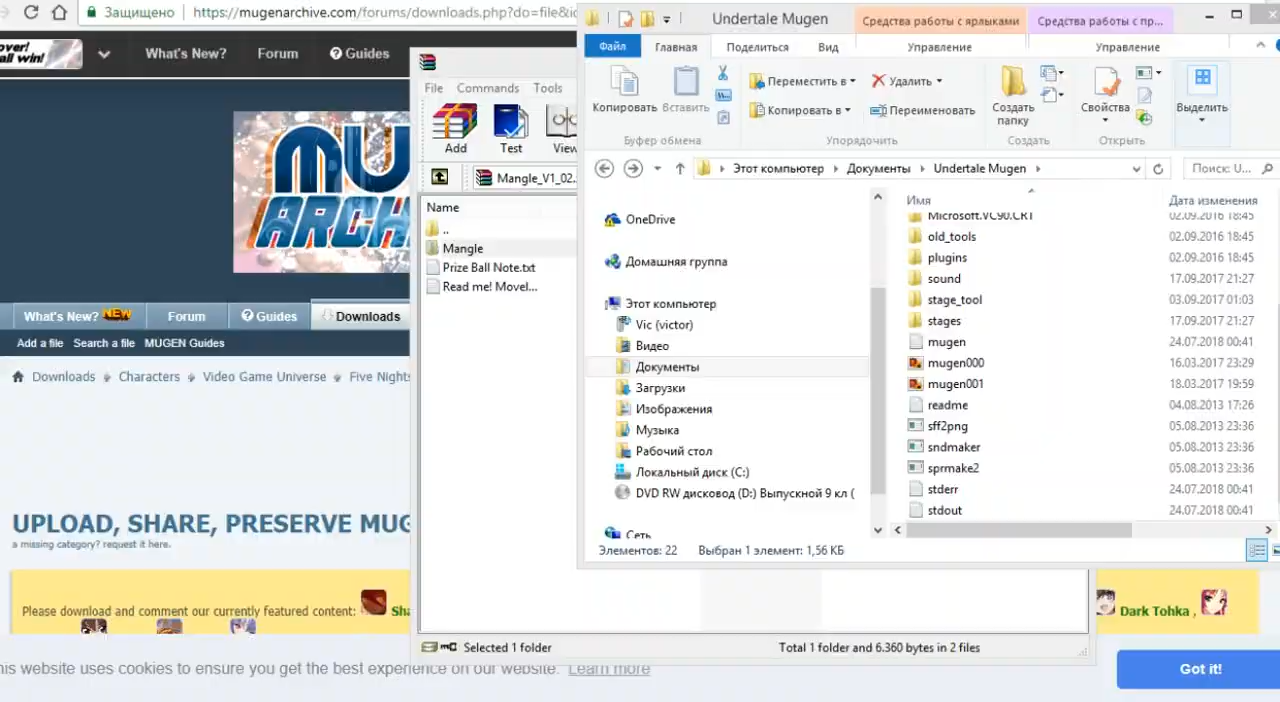 Защищено
https://mugenarchive.com/forums/downloads.php?do=file&i
over!
all win!
What's New?
Forum
Guides
MU
ARCH
What's New? NEW
Forum
Guides
Downloads
Add a file
Search a file
MUGEN Guides
Downloads
Characters
Video Game Universe
Five Nights
UPLOAD, SHARE, PRESERVE MUG
a missing category? request it here.
Please download and comment our currently featured content:
Sha
Dark Tohka ,
his website uses cookies to ensure you get the best experience on our website. Learn more
Got it!
File
Commands
Tools
Add
Test
View
Mangle_V1_02.
Name
..
Mangle
Prize Ball Note.txt
Read me! Movel...
Selected 1 folder
Total 1 folder and 6.360 bytes in 2 files
Undertale Mugen
Средства работы с ярлыками
Средства работы с пр...
Файл
Главная
Поделиться
Вид
Управление
Управление
Копировать
Вставить
Переместить в
Копировать в
Удалить
Переименовать
Создать
папку
Свойства
Выделить
Буфер обмена
Упорядочить
Создать
Открыть
Этот компьютер
Документы
Undertale Mugen
Поиск: U...
Имя
Дата изменения
OneDrive
Домашняя группа
Этот компьютер
Vic (victor)
Видео
Документы
Загрузки
Изображения
Музыка
Рабочий стол
Локальный диск (C:)
DVD RW дисковод (D:) Выпускной 9 кл (
Сеть
Microsoft.VC90.CRT 02.09.2016 18:45
old_tools 02.09.2016 18:45
plugins 02.09.2016 18:45
sound 17.09.2017 21:27
stage_tool 03.09.2017 01:03
stages 17.09.2017 21:27
mugen 24.07.2018 00:41
mugen000 16.03.2017 23:29
mugen001 18.03.2017 19:59
readme 04.08.2013 17:26
sff2png 05.08.2013 23:36
sndmaker 05.08.2013 23:36
sprmake2 05.08.2013 23:36
stderr 24.07.2018 00:41
stdout 24.07.2018 00:41
Элементов: 22
Выбран 1 элемент: 1,56 КБ